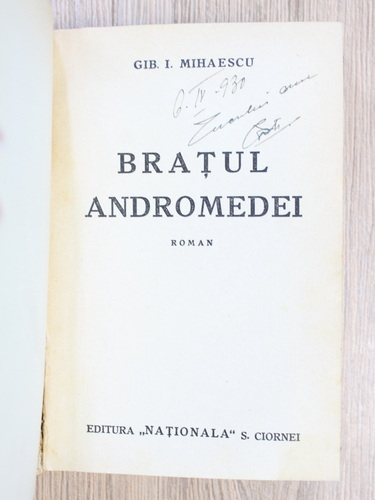 GIB. I. MIHAESCU
6. IV. 930
BRAȚUL
ANDROMEDEI
ROMAN
EDITURA „NAȚIONALA“ S. CIORNEI